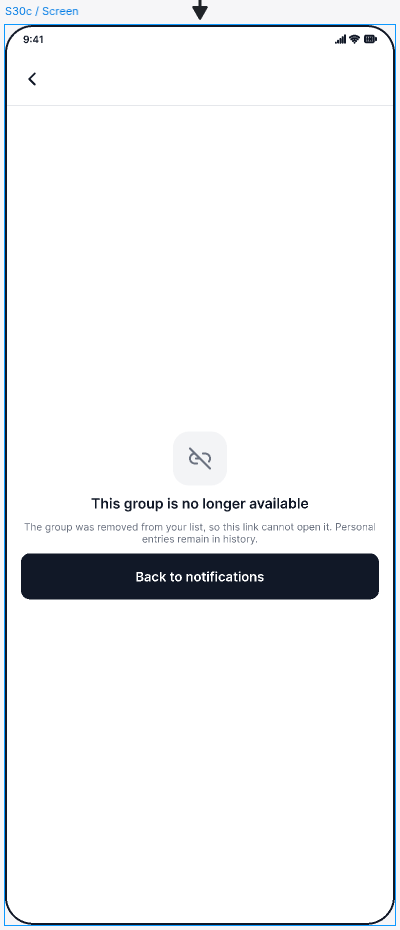 S30c / Screen
9:41
This group is no longer available
The group was removed from your list, so this link cannot open it. Personal
entries remain in history.
Back to notifications